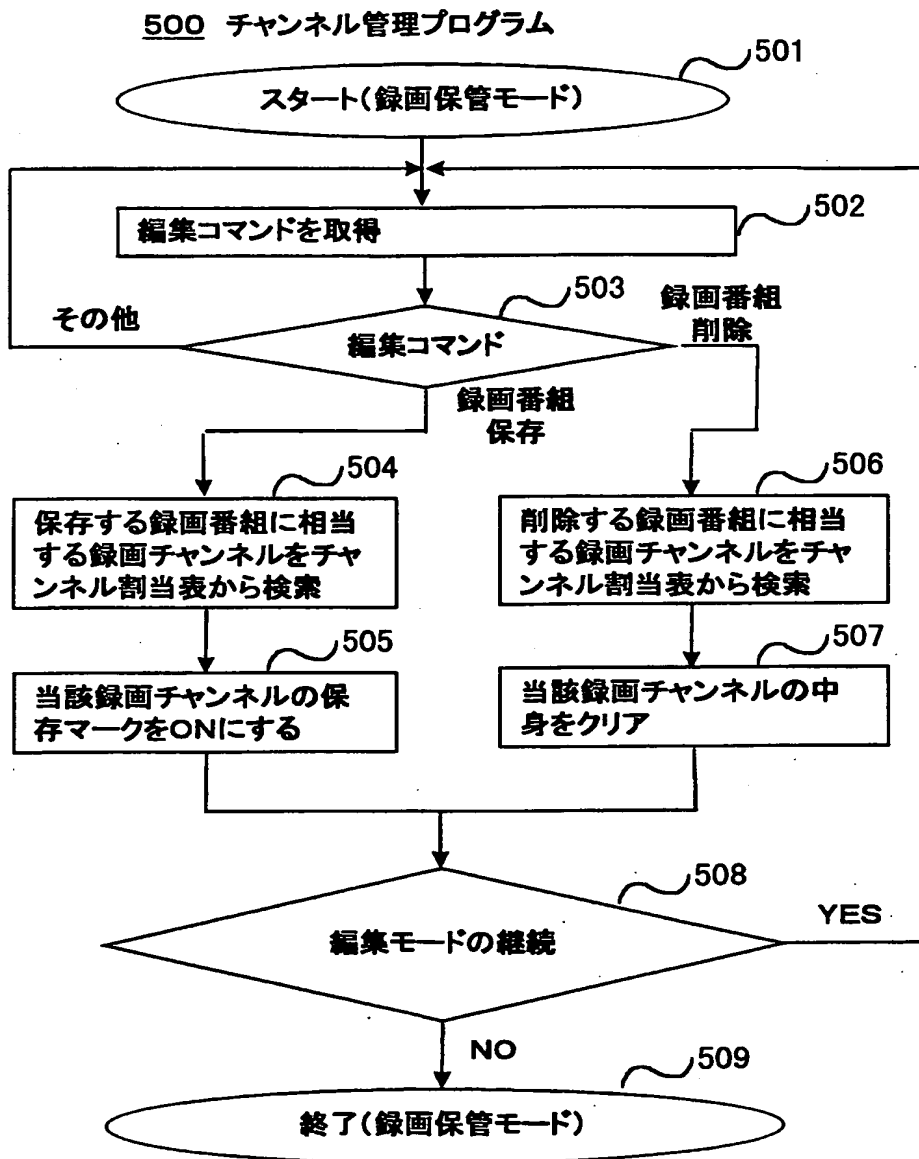 500 チャンネル管理プログラム
501
スタート(録画保管モード)
編集コマンドを取得
502
503
その他
録画番組
削除
編集コマンド
録画番組
保存
504
506
保存する録画番組に相当
する録画チャンネルをチャ
ンネル割当表から検索
削除する録画番組に相当
する録画チャンネルをチャ
ンネル割当表から検索
505
507
当該録画チャンネルの保
存マークをONにする
当該録画チャンネルの中
身をクリア
508
YES
編集モードの継続
NO
509
終了(録画保管モード)